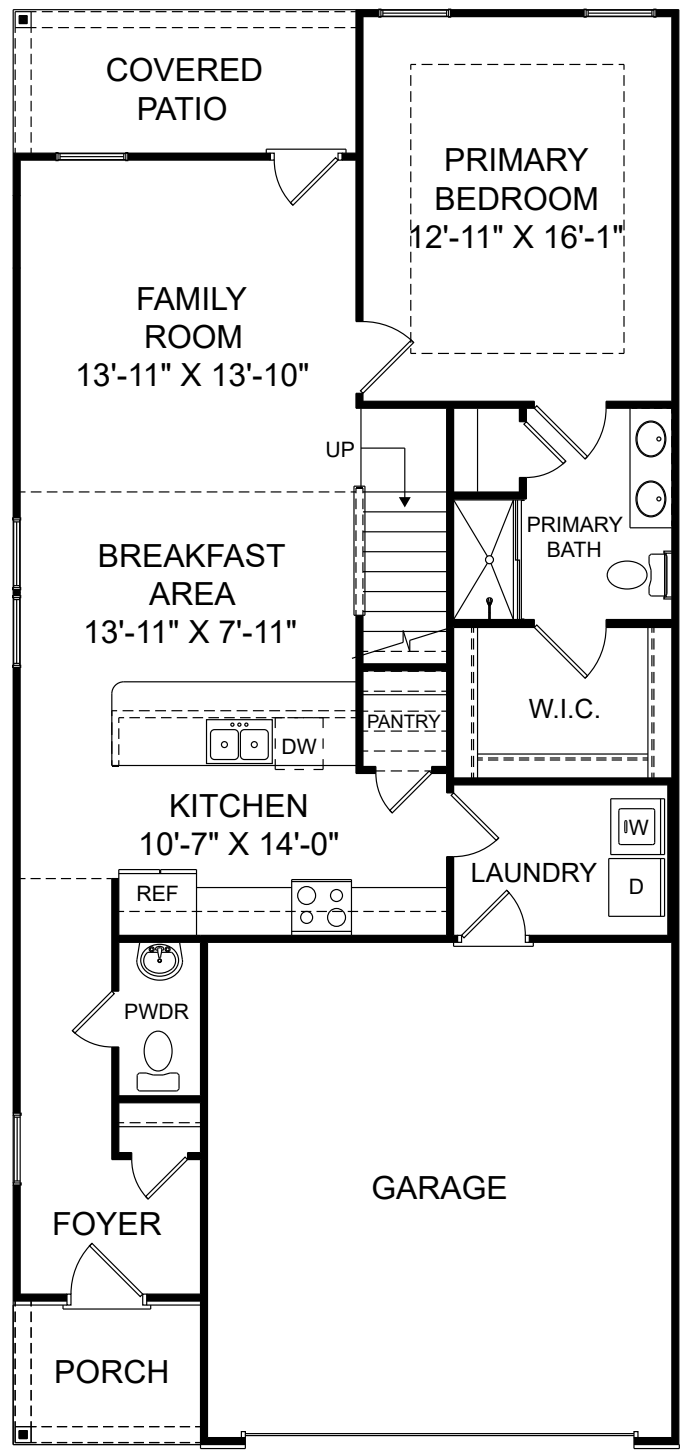 COVERED
PATIO
PRIMARY
BEDROOM
12'-11" X 16'-1"
FAMILY
ROOM
13'-11" X 13'-10"
UP
BREAKFAST
AREA
13'-11" X 7'-11"
PRIMARY
BATH
W.I.C.
PANTRY
DW
KITCHEN
10'-7" X 14'-0"
W
LAUNDRY
D
REF
PWDR
GARAGE
FOYER
PORCH